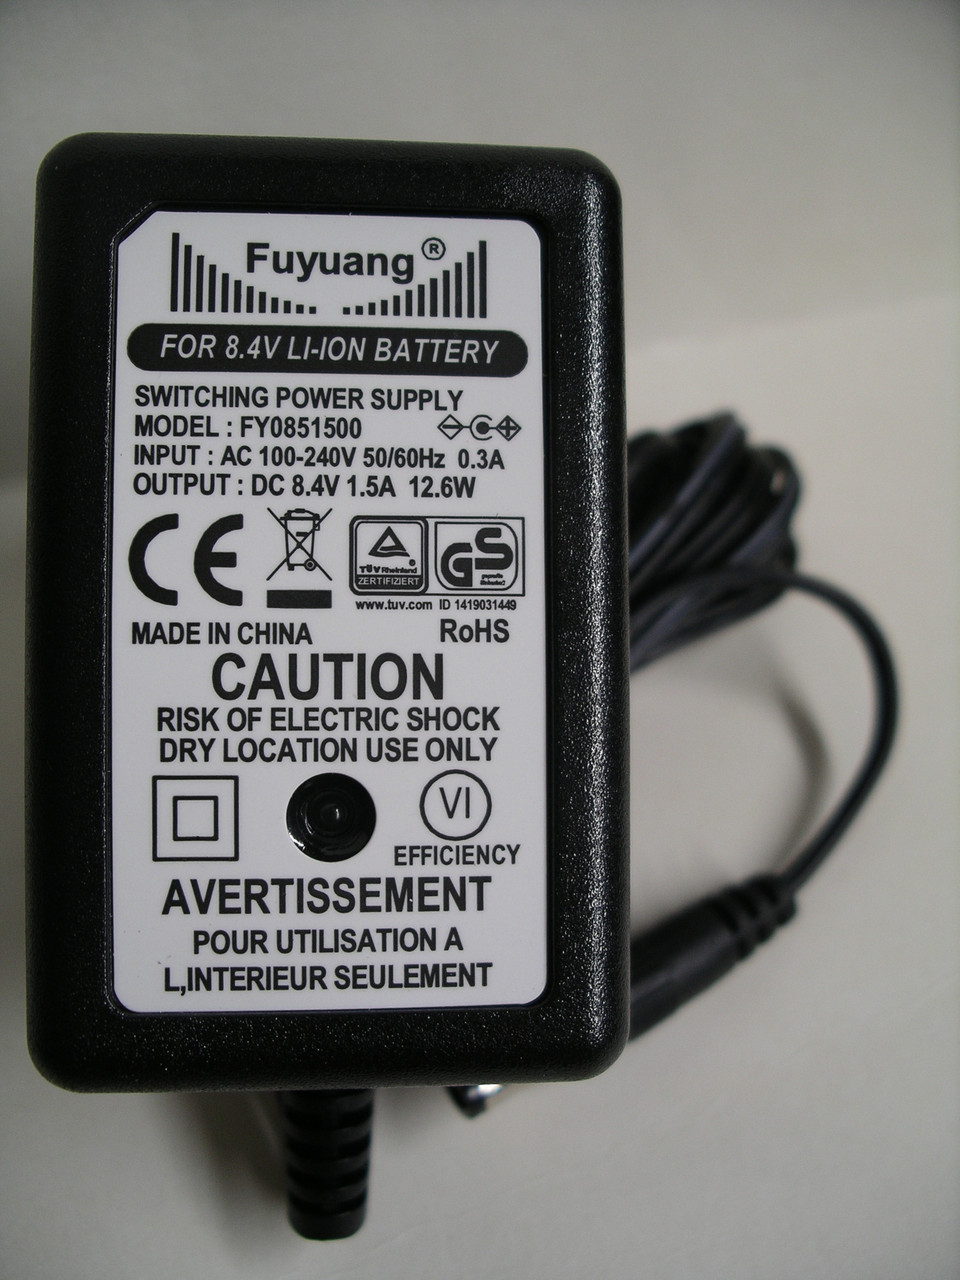 Fuyuang ®
FOR 8.4V LI-ION BATTERY
SWITCHING POWER SUPPLY
MODEL : FY0851500
INPUT : AC 100-240V 50/60Hz 0.3A
OUTPUT : DC 8.4V 1.5A 12.6W
CE
TÜV Rheinland ®
ZERTIFIZIERT
GS
geprüfte
Sicherheit
www.tuv.com ID 1419031449
MADE IN CHINA
RoHS
CAUTION
RISK OF ELECTRIC SHOCK
DRY LOCATION USE ONLY
VI
EFFICIENCY
AVERTISSEMENT
POUR UTILISATION A
L,INTERIEUR SEULEMENT